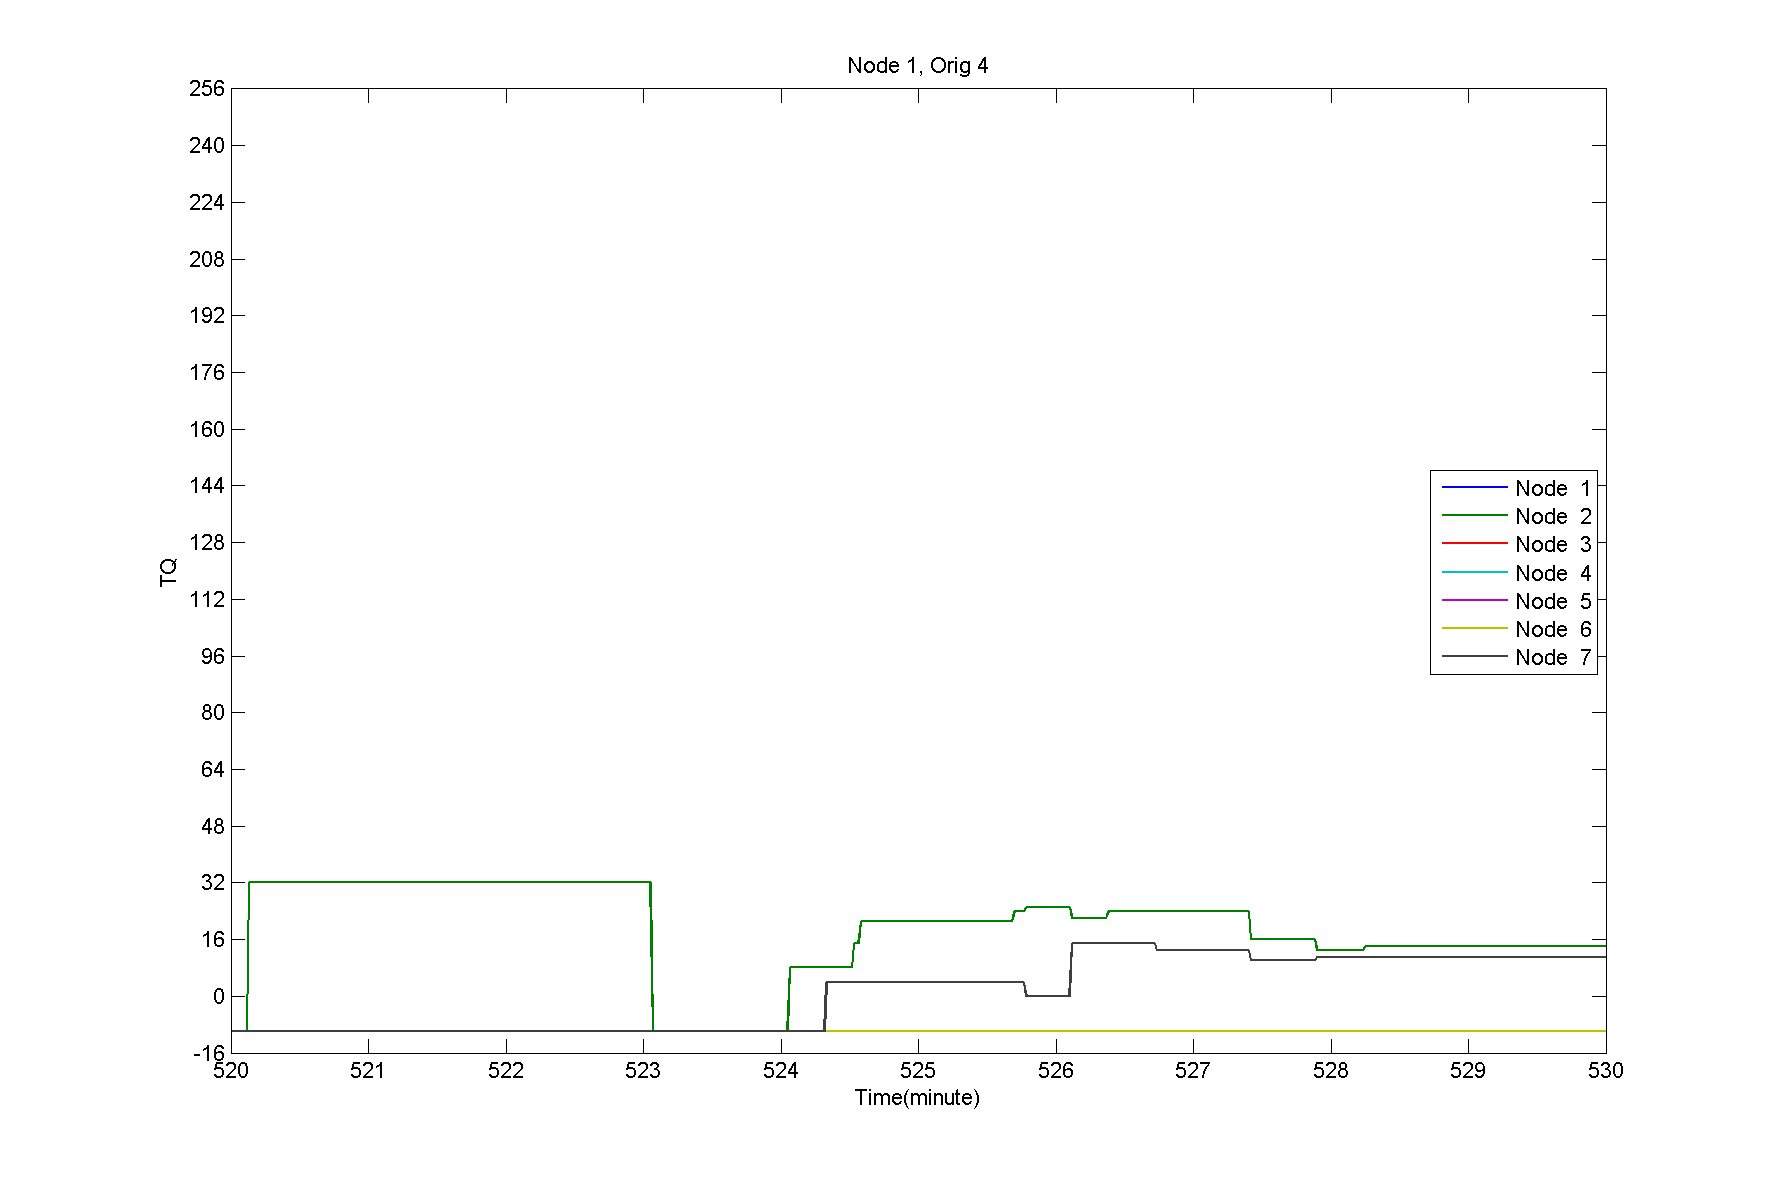 Node 1, Orig 4
256
240
224
208
192
176
160
144
128
112
96
80
64
48
32
16
0
-16
TQ
Node 1
Node 2
Node 3
Node 4
Node 5
Node 6
Node 7
520 521 522 523 524 525 526 527 528 529 530
Time(minute)